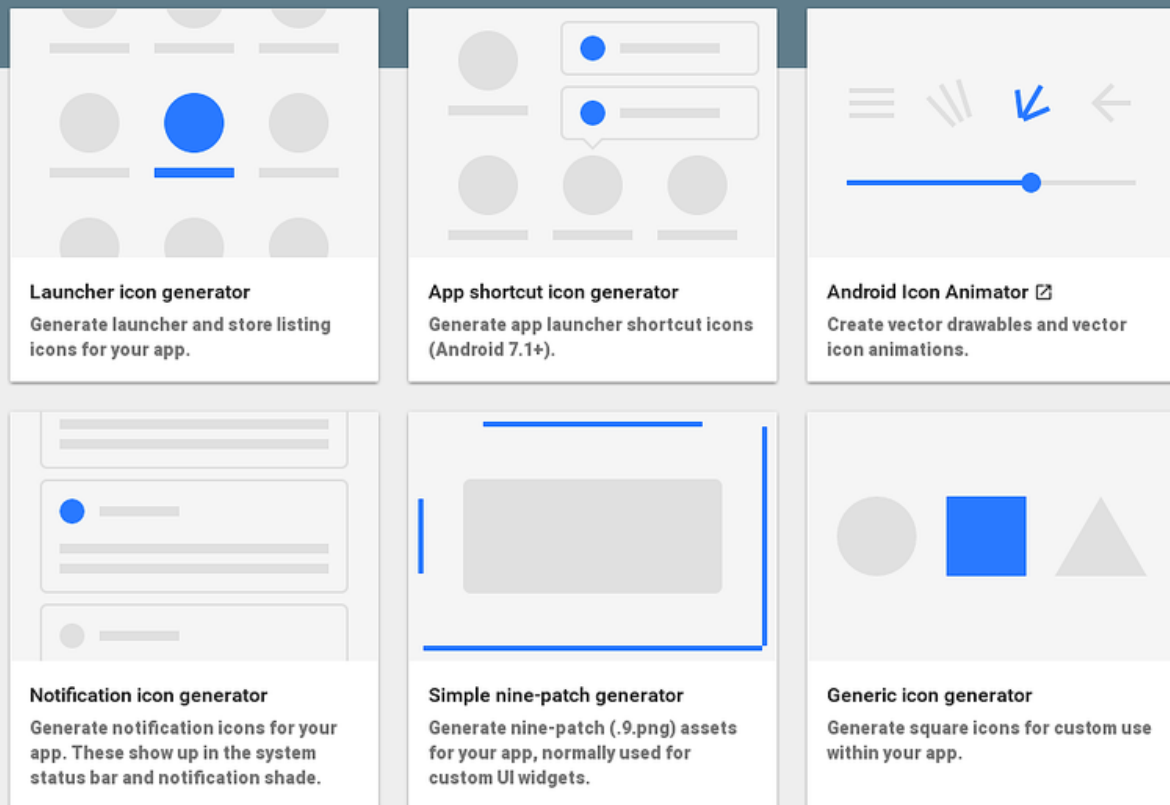 Launcher icon generator
Generate launcher and store listing
icons for your app.
App shortcut icon generator
Generate app launcher shortcut icons
(Android 7.1+).
Android Icon Animator
Create vector drawables and vector
icon animations.
Notification icon generator
Generate notification icons for your
app. These show up in the system
status bar and notification shade.
Simple nine-patch generator
Generate nine-patch (.9.png) assets
for your app, normally used for
custom UI widgets.
Generic icon generator
Generate square icons for custom use
within your app.